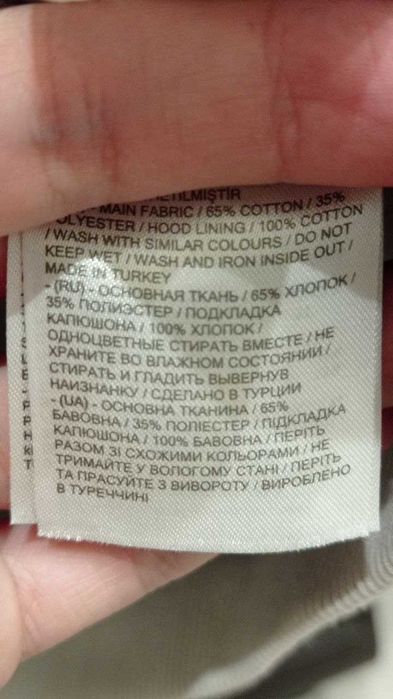 ETİLMİŞTİR
MAIN FABRIC / 65% COTTON / 35%
POLYESTER / HOOD LINING / 100% COTTON
/ WASH WITH SIMILAR COLOURS / DO NOT
KEEP WET / WASH AND IRON INSIDE OUT /
MADE IN TURKEY
- (RU) - ОСНОВНАЯ ТКАНЬ / 65% ХЛОПОК /
35% ПОЛИЭСТЕР / ПОДКЛАДКА
КАПЮШОНА / 100% ХЛОПОК /
ОДНОЦВЕТНЫЕ СТИРАТЬ ВМЕСТЕ / НЕ
ХРАНИТЕ ВО ВЛАЖНОМ СОСТОЯНИИ /
СТИРАТЬ И ГЛАДИТЬ ВЫВЕРНУВ
НАИЗНАНКУ / СДЕЛАНО В ТУРЦИИ
- (UA) - ОСНОВНА ТКАНИНА / 65%
БАВОВНА / 35% ПОЛІЕСТЕР / ПІДКЛАДКА
КАПЮШОНА / 100% БАВОВНА / ПЕРІТЬ
РАЗОМ ЗІ СХОЖИМИ КОЛЬОРАМИ / НЕ
ТРИМАЙТЕ У ВОЛОГОМУ СТАНІ / ПЕРІТЬ
ТА ПРАСУЙТЕ З ВИВОРОТУ / ВИРОБЛЕНО
В ТУРЕЧЧИНІ